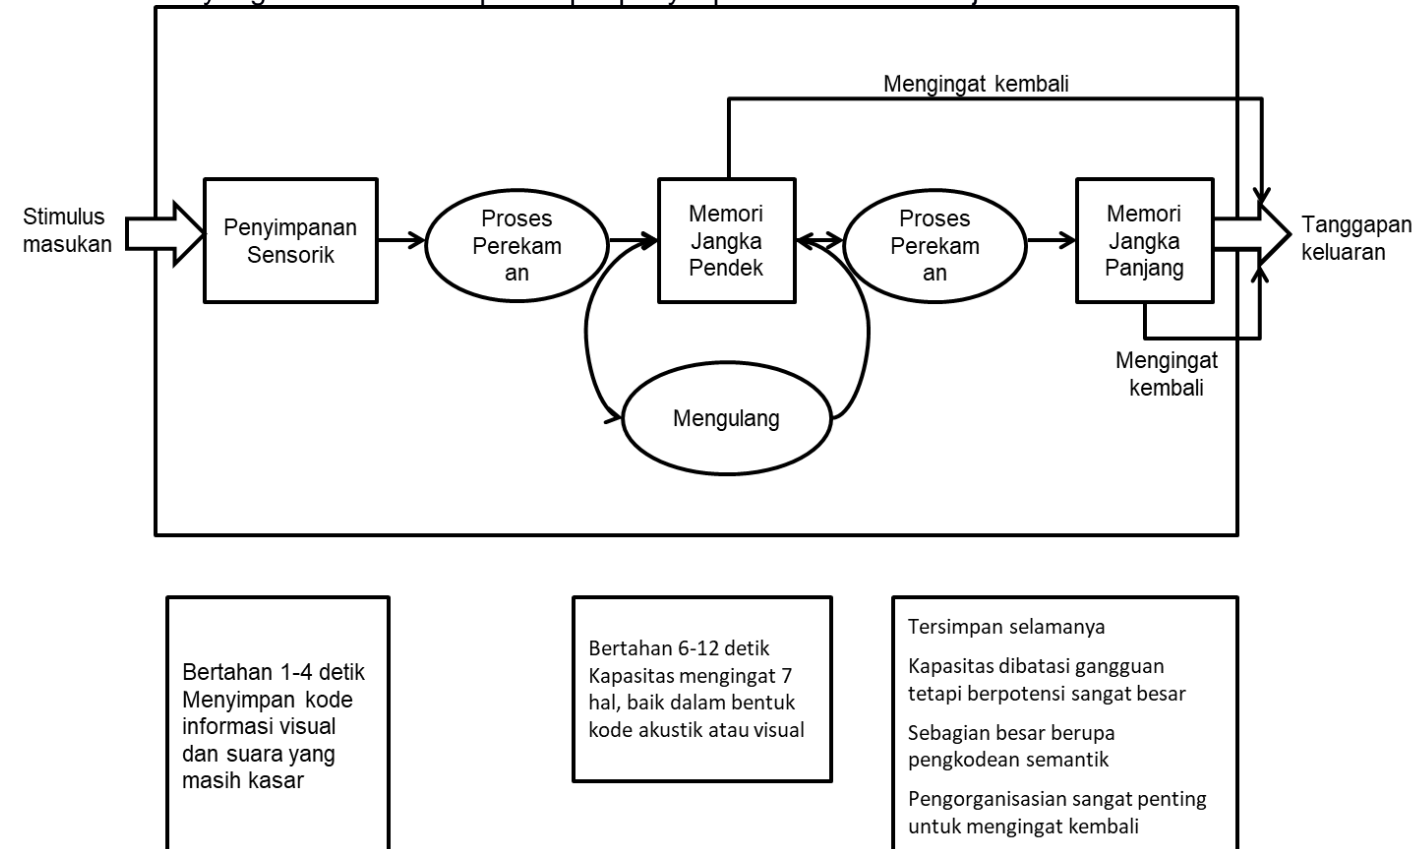 Mengingat kembali
Stimulus
masukan
Penyimpanan
Sensorik
Proses
Perekam
an
Memori
Jangka
Pendek
Proses
Perekam
an
Memori
Jangka
Panjang
Tanggapan
keluaran
Mengingat
kembali
Mengulang
Bertahan 1-4 detik
Menyimpan kode
informasi visual
dan suara yang
masih kasar
Bertahan 6-12 detik
Kapasitas mengingat 7
hal, baik dalam bentuk
kode akustik atau visual
Tersimpan selamanya
Kapasitas dibatasi gangguan
tetapi berpotensi sangat besar
Sebagian besar berupa
pengkodean semantik
Pengorganisasian sangat penting
untuk mengingat kembali